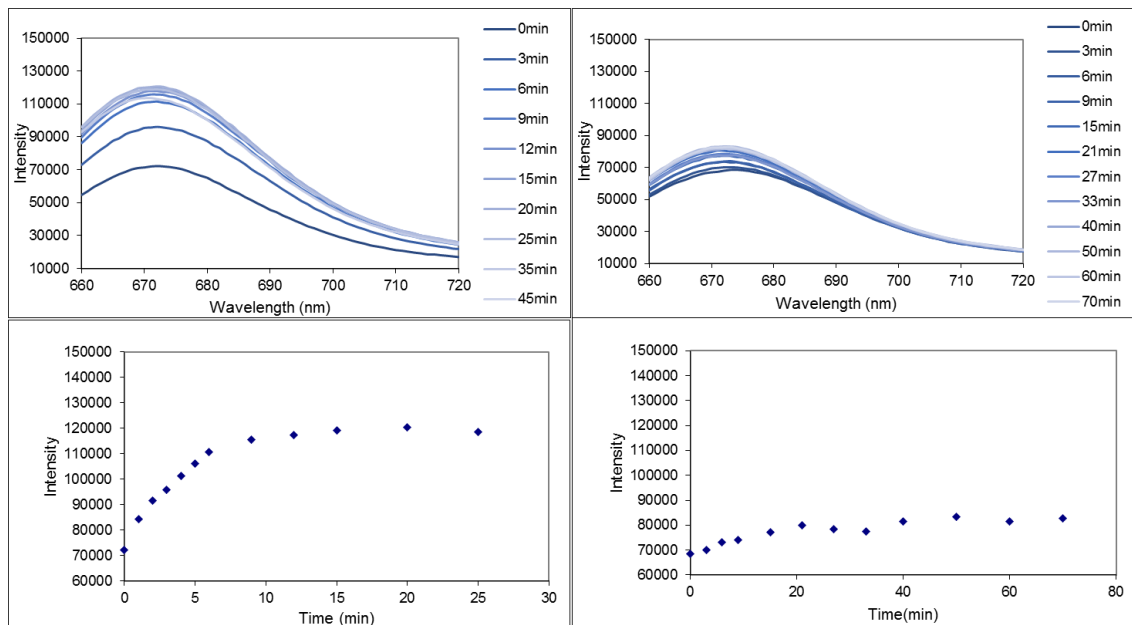 150000
130000
110000
90000
70000
50000
30000
10000
Intensity
660
670
680
690
700
710
720
Wavelength (nm)
0min
3min
6min
9min
12min
15min
20min
25min
35min
45min
150000
130000
110000
90000
70000
50000
30000
10000
Intensity
660
670
680
690
700
710
720
Wavelength (nm)
0min
3min
6min
9min
15min
21min
27min
33min
40min
50min
60min
70min
150000
140000
130000
120000
110000
100000
90000
80000
70000
60000
Intensity
0
5
10
15
20
25
30
Time (min)
150000
140000
130000
120000
110000
100000
90000
80000
70000
60000
Intensity
0
20
40
60
80
Time(min)